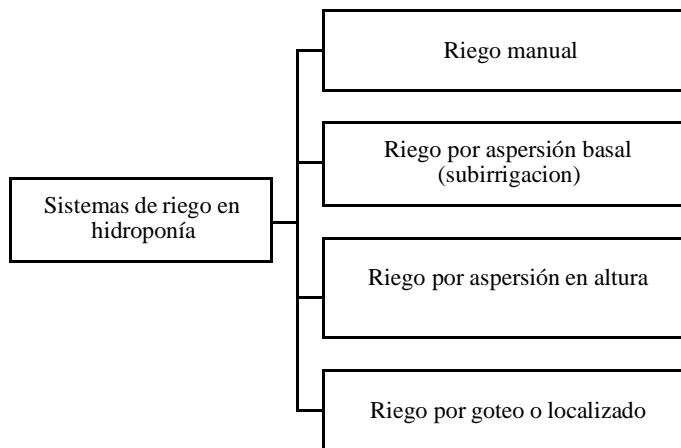 Riego manual
Riego por aspersión basal
(subirrigacion)
Sistemas de riego en
hidroponía
Riego por aspersión en altura
Riego por goteo o localizado